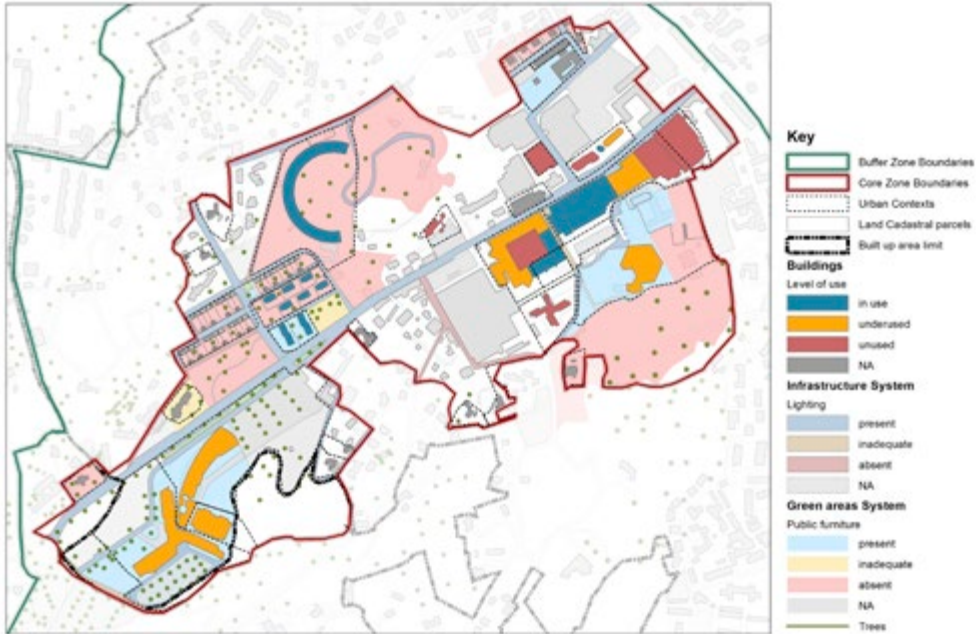 Key
Buffer Zone Boundaries
Core Zone Boundaries
Urban Contexts
Land Cadastral parcels
Built up area limit
Buildings
Level of use
in use
underused
unused
NA
Infrastructure System
Lighting
present
inadequate
absent
NA
Green areas System
Public furniture
present
inadequate
absent
NA
Trees